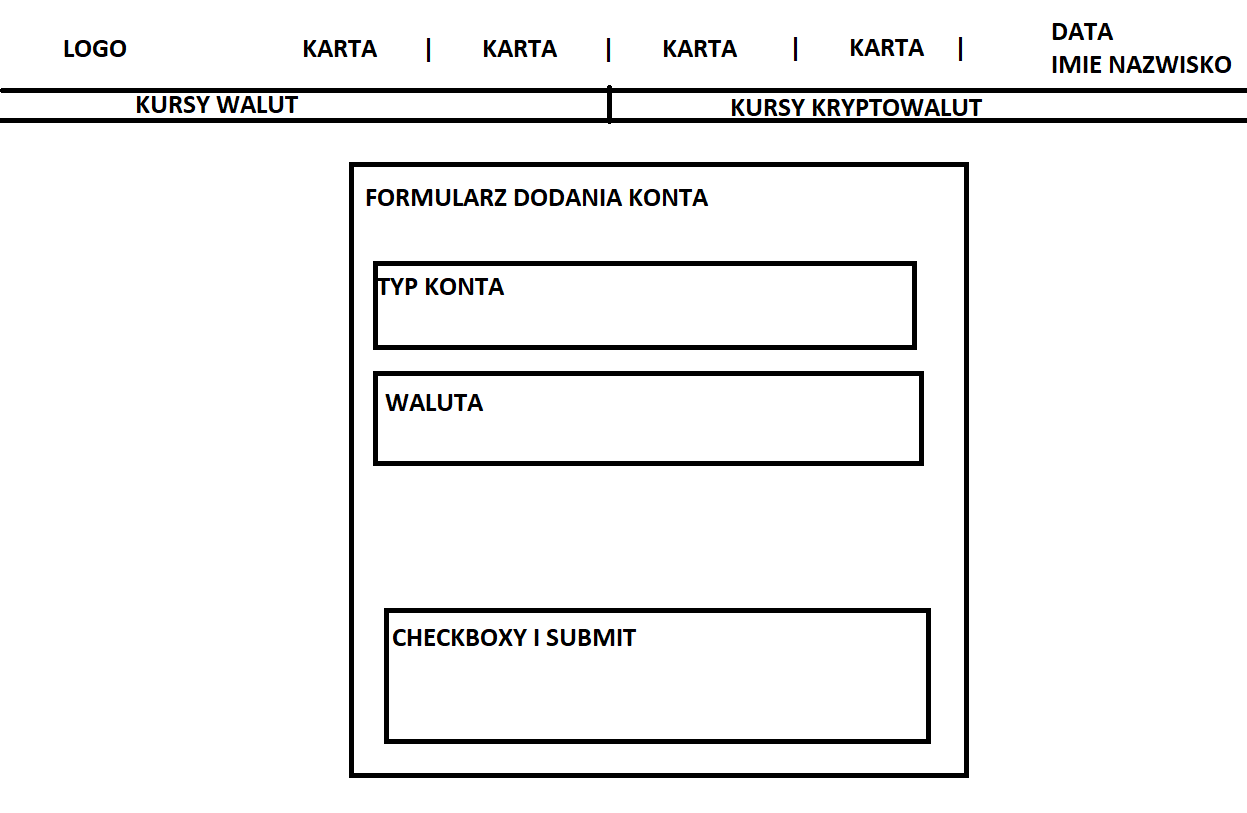 LOGO KARTA | KARTA | KARTA | KARTA | DATA
IMIE NAZWISKO
KURSY WALUT KURSY KRYPTOWALUT
FORMULARZ DODANIA KONTA
TYP KONTA
WALUTA
CHECKBOXY I SUBMIT